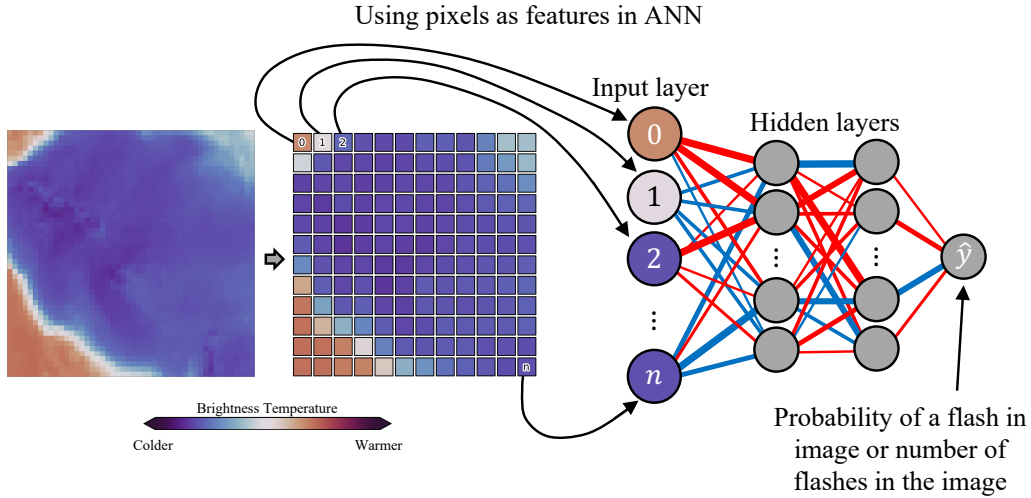 Using pixels as features in ANN
Input layer
Hidden layers
0 1 2
n
0
1
2
⋮
n
⋮ ⋮
ŷ
Brightness Temperature
Colder Warmer
Probability of a flash in
image or number of
flashes in the image